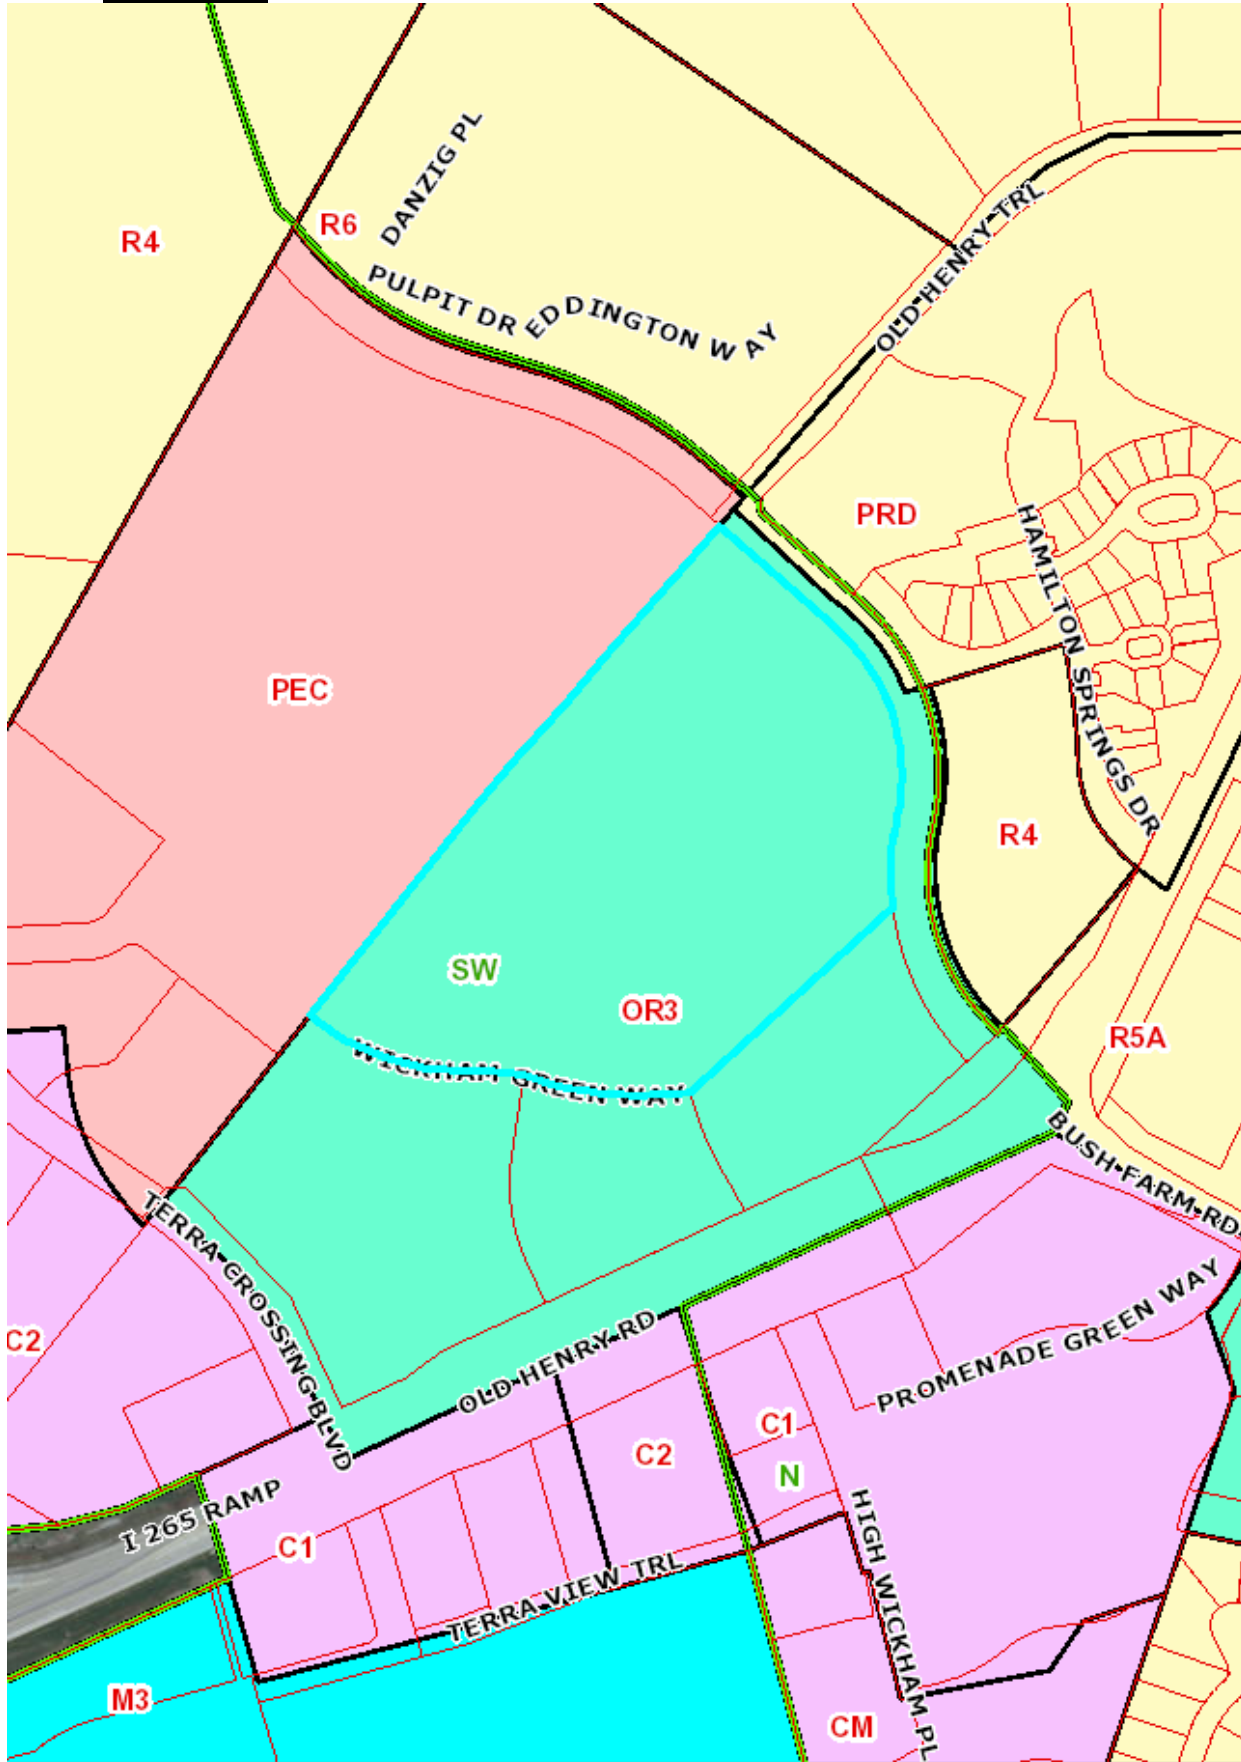 DANZIG PL
R6
R4
OLD HENRY TRL
PULPIT DR
EDDINGTON WAY
PRD
HAMILTON SPRINGS DR
PEC
R4
SW
OR3
R5A
WICKHAM GREEN WAY
BUSH FARM RD
TERRA CROSSING BLVD
PROMENADE GREEN WAY
C2
OLD HENRY RD
C1
C2
N
I 265 RAMP
C1
HIGH WICKHAM PL
TERRA VIEW TRL
M3
CM